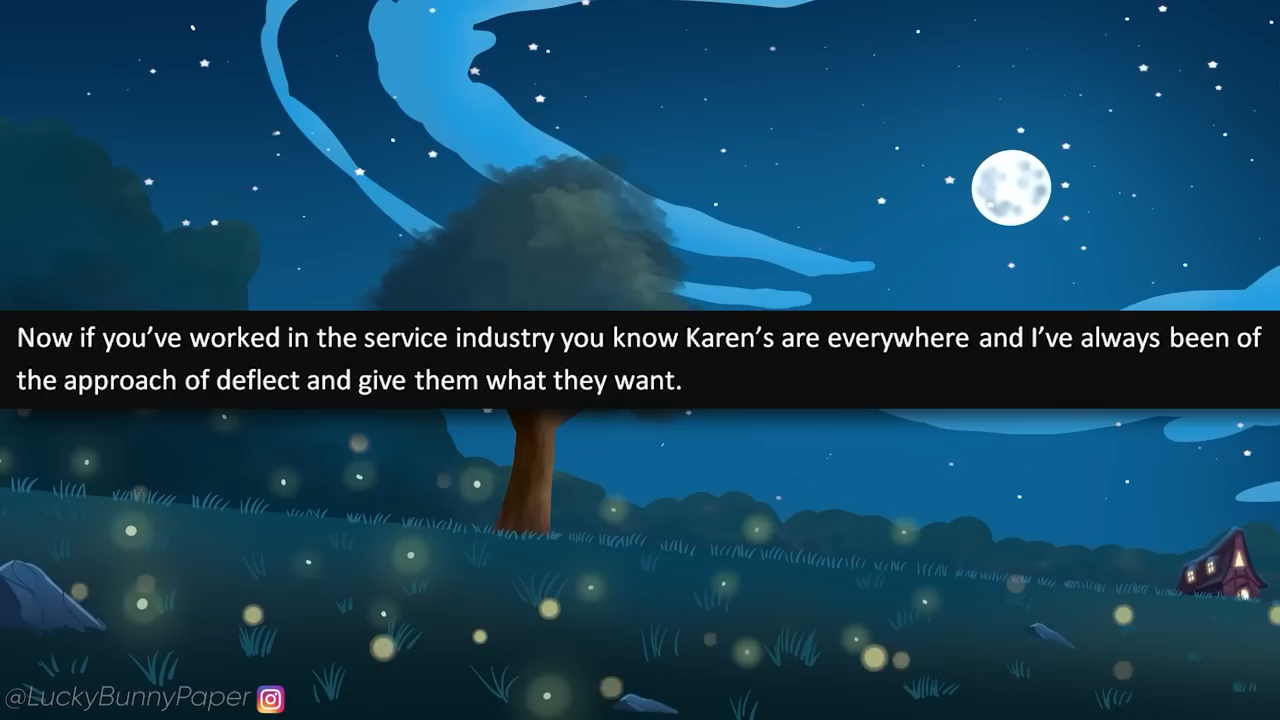 Now if you’ve worked in the service industry you know Karen’s are everywhere and I’ve always been of
the approach of deflect and give them what they want.
@LuckyBunnyPaper